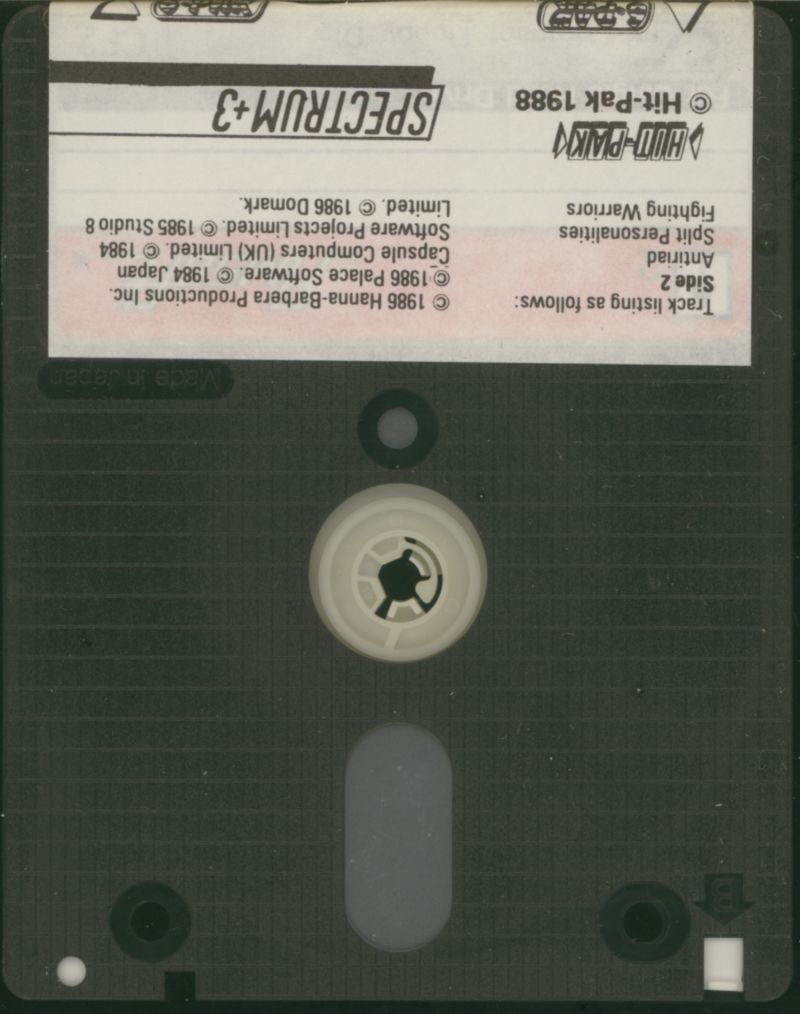 Track listing as follows:
Side 2
Antiriad
Split Personalities
Fighting Warriors
© 1986 Hanna-Barbera Productions Inc.
© 1986 Palace Software. © 1984 Japan
Capsule Computers (UK) Limited. © 1984
Software Projects Limited. © 1985 Studio 8
Limited. © 1986 Domark.
HIT-PAK
© Hit-Pak 1988
SPECTRUM+3
Made in Japan
B